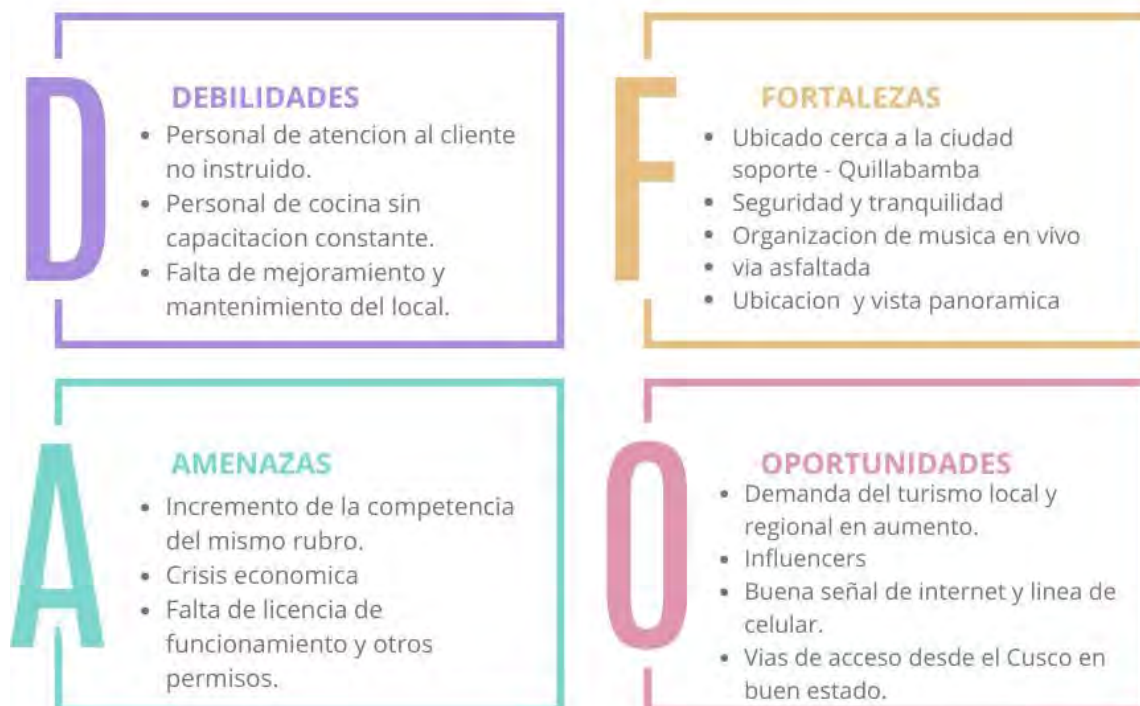 D
DEBILIDADES
• Personal de atencion al cliente
no instruido.
• Personal de cocina sin
capacitacion constante.
• Falta de mejoramiento y
mantenimiento del local.
F
FORTALEZAS
• Ubicado cerca a la ciudad
soporte - Quillabamba
• Seguridad y tranquilidad
• Organizacion de musica en vivo
• via asfaltada
• Ubicacion y vista panoramica
A
AMENAZAS
• Incremento de la competencia
del mismo rubro.
• Crisis economica
• Falta de licencia de
funcionamiento y otros
permisos.
O
OPORTUNIDADES
• Demanda del turismo local y
regional en aumento.
• Influencers
• Buena señal de internet y linea de
celular.
• Vias de acceso desde el Cusco en
buen estado.